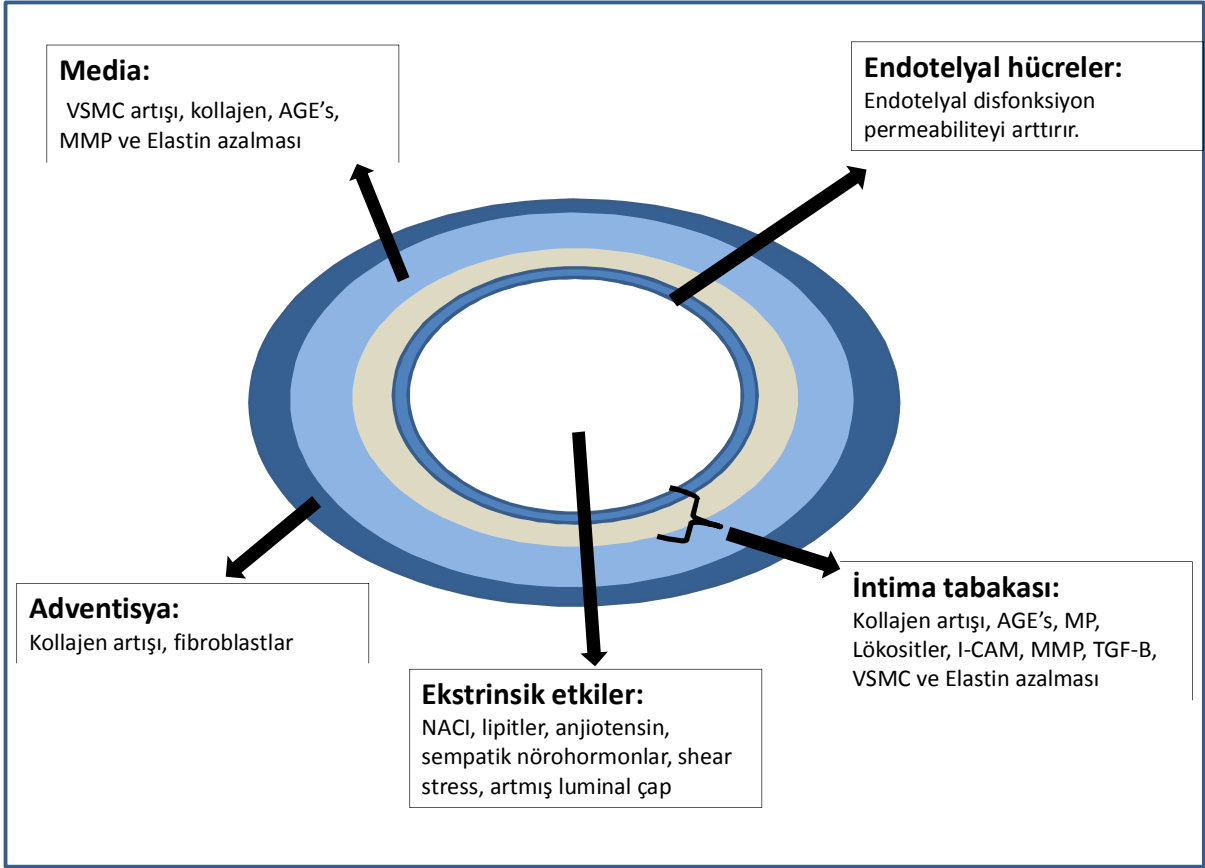 Media:
VSMC artışı, kollajen, AGE’s,
MMP ve Elastin azalması
Endotelyal hücreler:
Endotelyal disfonksiyon
permeabiliteyi arttırır.
Adventisya:
Kollajen artışı, fibroblastlar
Ekstrinsik etkiler:
NACI, lipitler, anjiotensin,
sempatik nörohormonlar, shear
stress, artmış luminal çap
İntima tabakası:
Kollajen artışı, AGE’s, MP,
Lökositler, I-CAM, MMP, TGF-B,
VSMC ve Elastin azalması